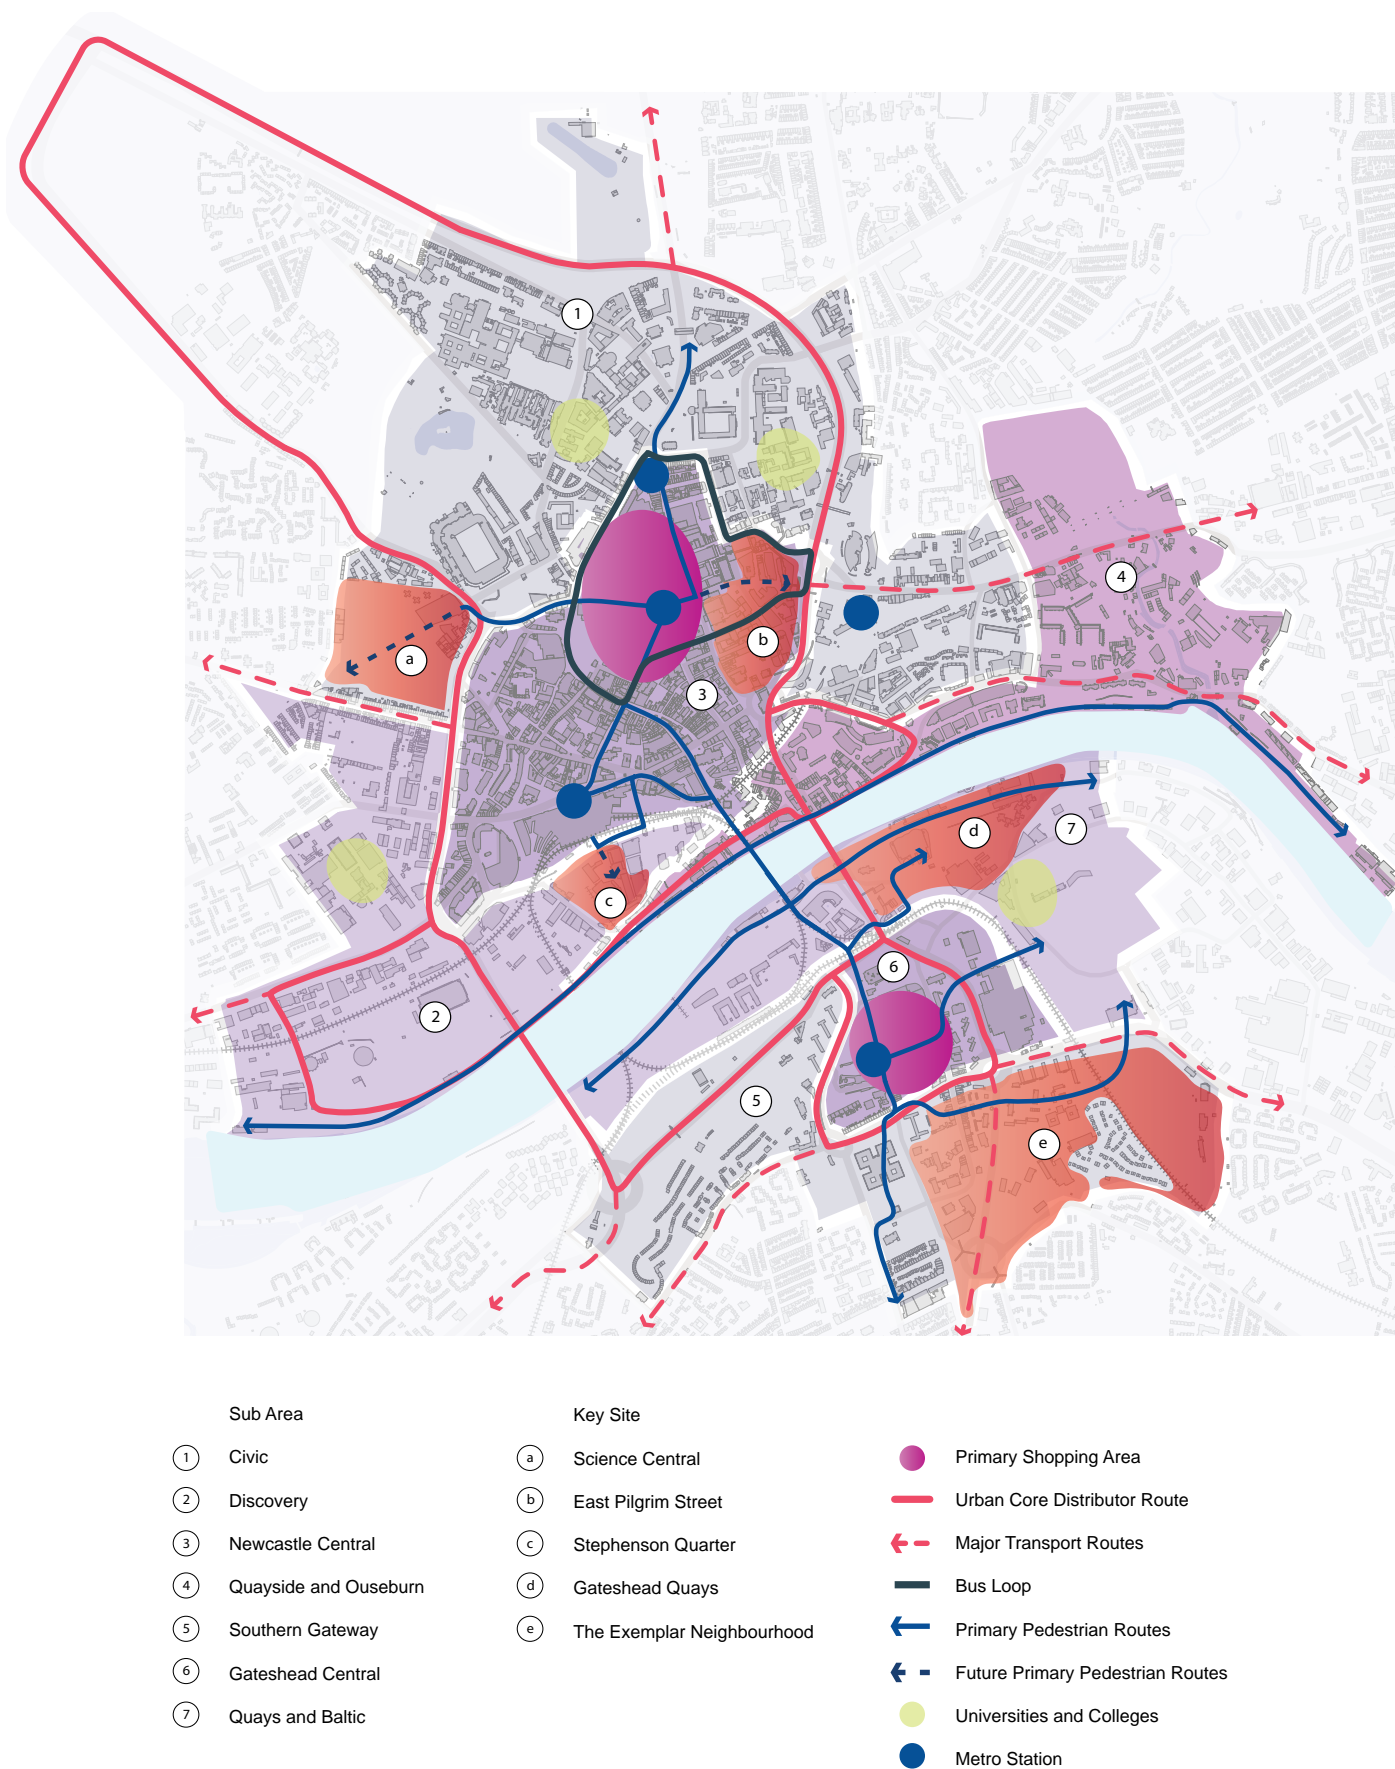 1
4
a
b
3
d
7
c
6
2
5
e
Sub Area
1 Civic
2 Discovery
3 Newcastle Central
4 Quayside and Ouseburn
5 Southern Gateway
6 Gateshead Central
7 Quays and Baltic
Key Site
a Science Central
b East Pilgrim Street
c Stephenson Quarter
d Gateshead Quays
e The Exemplar Neighbourhood
Primary Shopping Area
Urban Core Distributor Route
Major Transport Routes
Bus Loop
Primary Pedestrian Routes
Future Primary Pedestrian Routes
Universities and Colleges
Metro Station